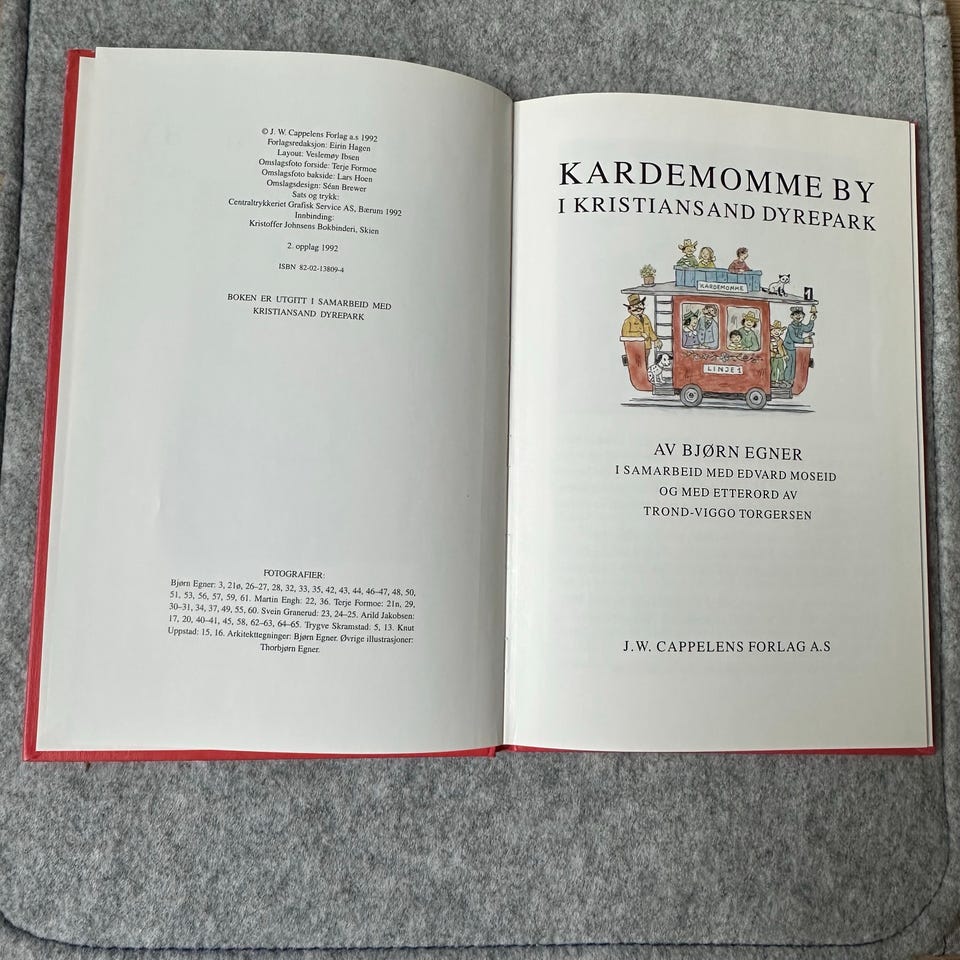 © J. W. Cappelens Forlag a.s 1992
Forlagsredaksjon: Eirin Hagen
Layout: Veslemøy Ibsen
Omslagsfoto forside: Terje Formoe
Omslagsfoto bakside: Lars Hoen
Omslagsdesign: Séan Brewer
Sats og trykk:
Centraltrykkeriet Grafisk Service AS, Bærum 1992
Innbinding:
Kristoffer Johnsens Bokbinderi, Skien
2. opplag 1992
ISBN 82-02-13809-4
BOKEN ER UTGITT I SAMARBEID MED
KRISTIANSAND DYREPARK
FOTOGRAFIER:
Bjørn Egner: 3, 21ø, 26–27, 28, 32, 33, 35, 42, 43, 44, 46–47, 48, 50,
51, 53, 56, 57, 59, 61. Martin Engh: 22, 36. Terje Formoe: 21n, 29,
30–31, 34, 37, 49, 55, 60. Svein Granerud: 23, 24–25. Arild Jakobsen:
17, 20, 40–41, 45, 58, 62–63, 64–65. Trygve Skramstad: 5, 13. Knut
Uppstad: 15, 16. Arkitekttegninger: Bjørn Egner. Øvrige illustrasjoner:
Thorbjørn Egner.
KARDEMOMME BY
I KRISTIANSAND DYREPARK
KARDEMOMME
1
LINJE 1
AV BJØRN EGNER
I SAMARBEID MED EDVARD MOSEID
OG MED ETTERORD AV
TROND-VIGGO TORGERSEN
J.W. CAPPELENS FORLAG A.S